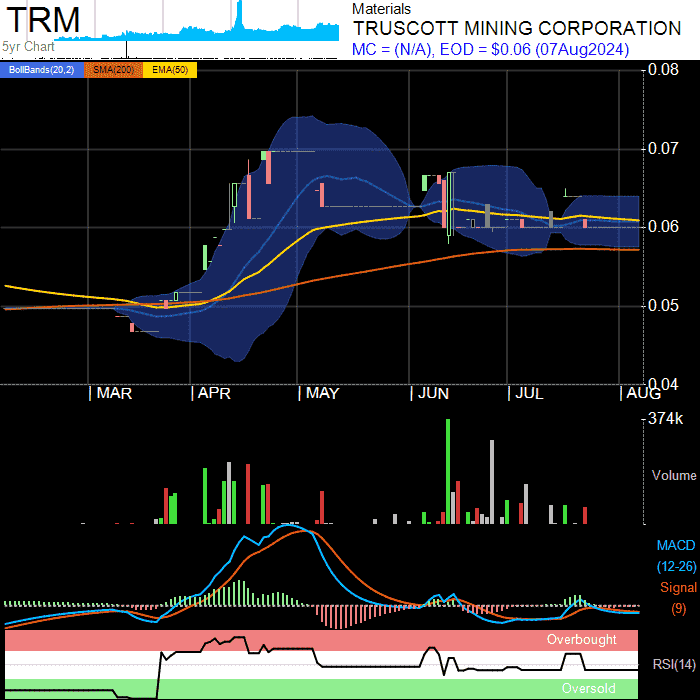 TRM
5yr Chart
Materials
TRUSCOTT MINING CORPORATION
MC = (N/A), EOD = $0.06 (07Aug2024)
BollBands(20,2) SMA(200) EMA(50)
0.08
0.07
0.06
0.05
0.04
| MAR | APR | MAY | JUN | JUL | AUG
374k
Volume
MACD
(12-26)
Signal
(9)
Overbought
RSI(14)
Oversold